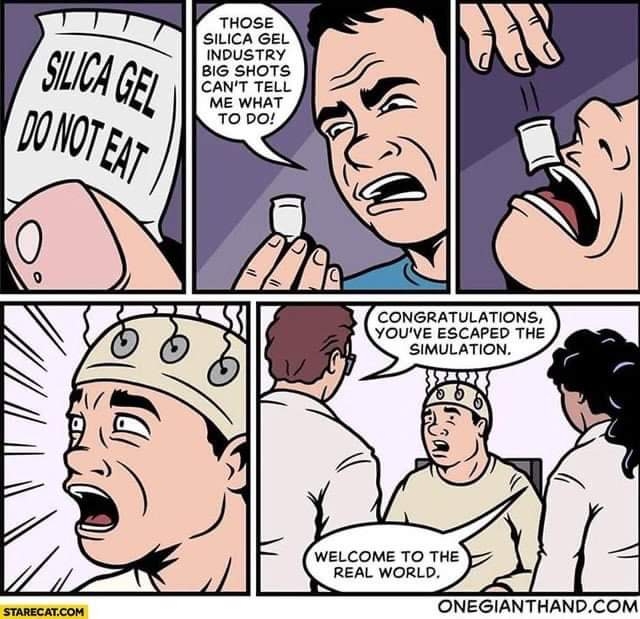 SILICA GEL
DO NOT EAT
THOSE
SILICA GEL
INDUSTRY
BIG SHOTS
CAN'T TELL
ME WHAT
TO DO!
CONGRATULATIONS,
YOU'VE ESCAPED THE
SIMULATION.
WELCOME TO THE
REAL WORLD.
STARECAT.COM
ONEGIANTHAND.COM